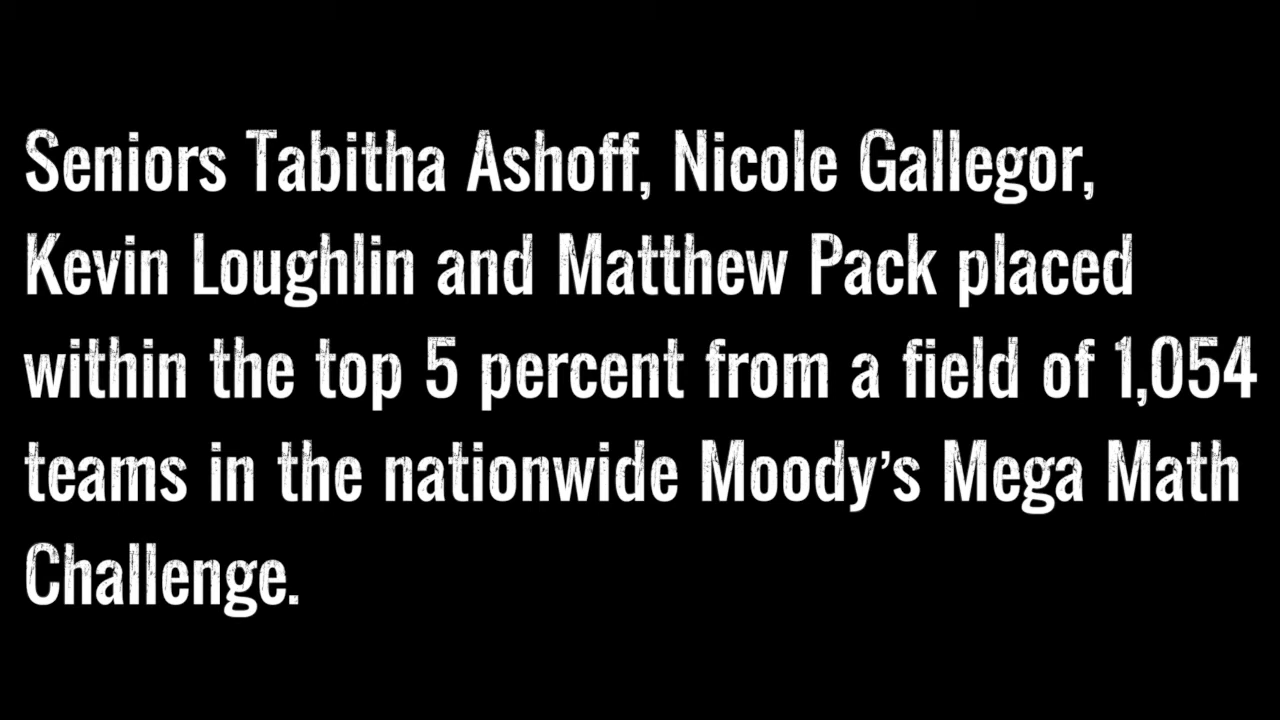 Seniors Tabitha Ashoff, Nicole Gallegor,
Kevin Loughlin and Matthew Pack placed
within the top 5 percent from a field of 1,054
teams in the nationwide Moody’s Mega Math
Challenge.